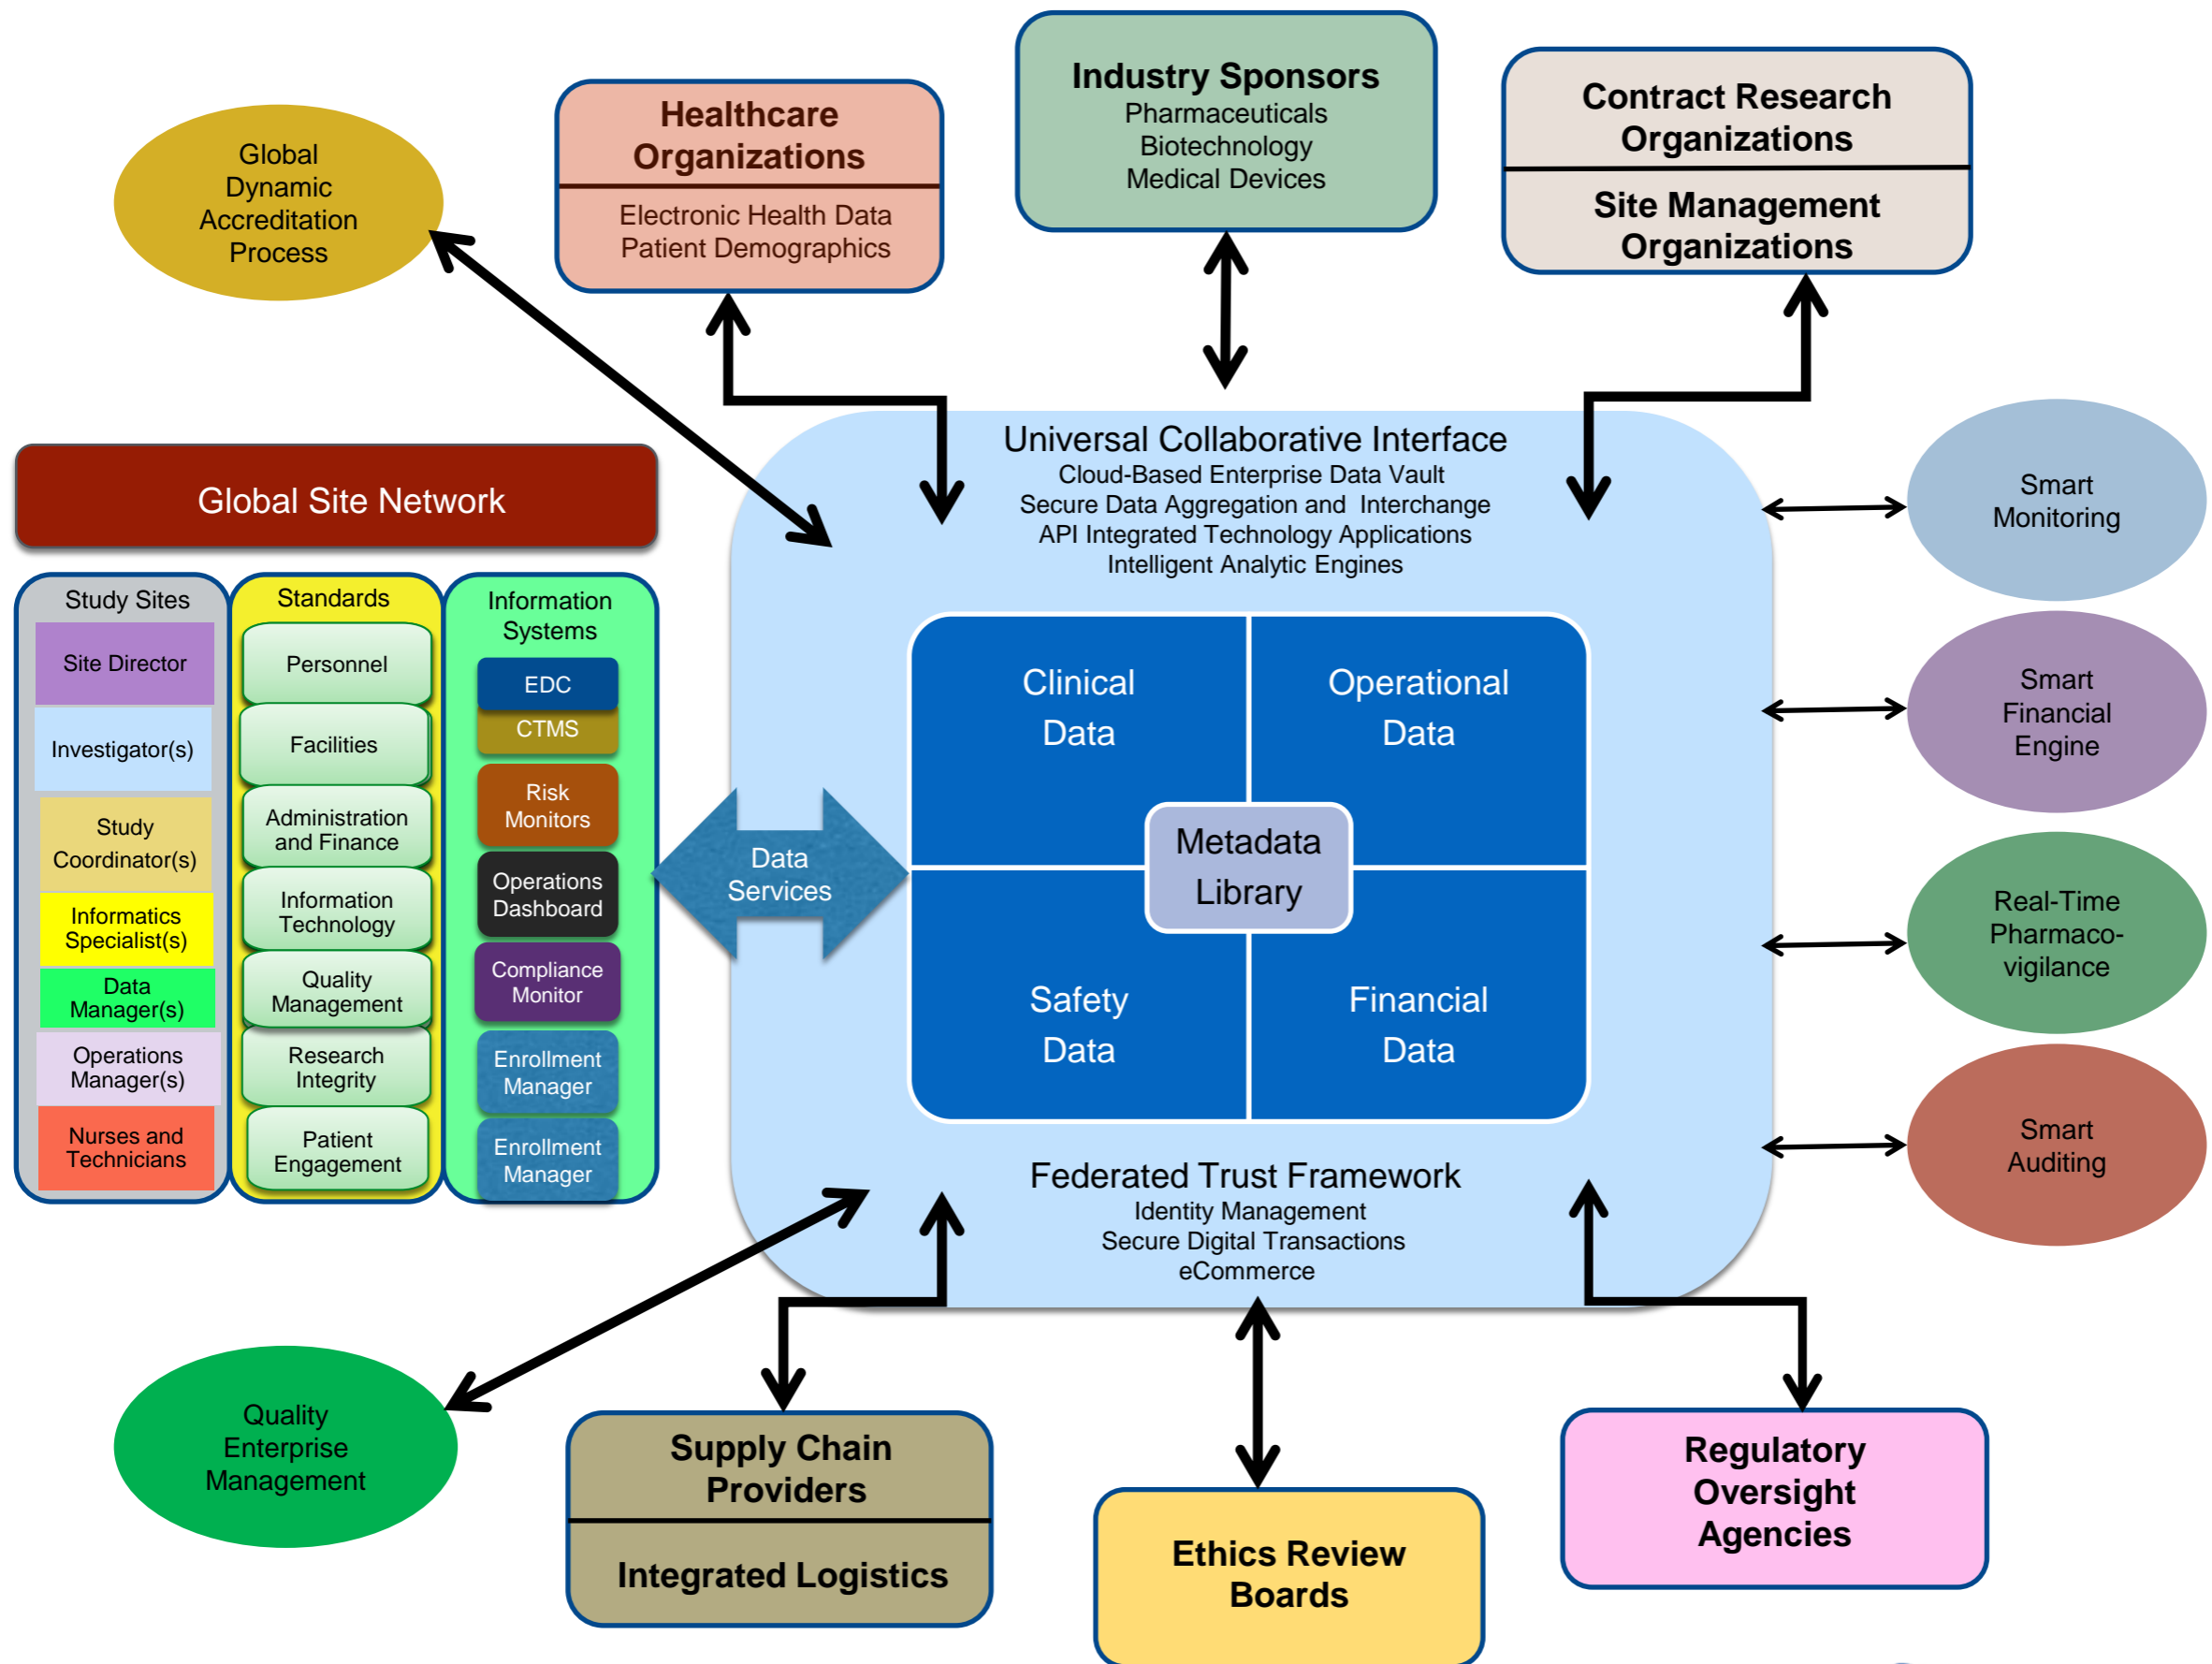 Industry Sponsors
Pharmaceuticals
Biotechnology
Medical Devices
Healthcare
Organizations
Electronic Health Data
Patient Demographics
Contract Research
Organizations
Site Management
Organizations
Global
Dynamic
Accreditation
Process
Global Site Network
Study Sites
Site Director
Investigator(s)
Study
Coordinator(s)
Informatics
Specialist(s)
Data
Manager(s)
Operations
Manager(s)
Nurses and
Technicians
Standards
Personnel
Facilities
Administration
and Finance
Information
Technology
Quality
Management
Research
Integrity
Patient
Engagement
Information
Systems
EDC
CTMS
Risk
Monitors
Operations
Dashboard
Compliance
Monitor
Enrollment
Manager
Enrollment
Manager
Data
Services
Universal Collaborative Interface
Cloud-Based Enterprise Data Vault
Secure Data Aggregation and Interchange
API Integrated Technology Applications
Intelligent Analytic Engines
Clinical
Data
Operational
Data
Metadata
Library
Safety
Data
Financial
Data
Federated Trust Framework
Identity Management
Secure Digital Transactions
eCommerce
Smart
Monitoring
Smart
Financial
Engine
Real-Time
Pharmaco-
vigilance
Smart
Auditing
Quality
Enterprise
Management
Supply Chain
Providers
Integrated Logistics
Ethics Review
Boards
Regulatory
Oversight
Agencies